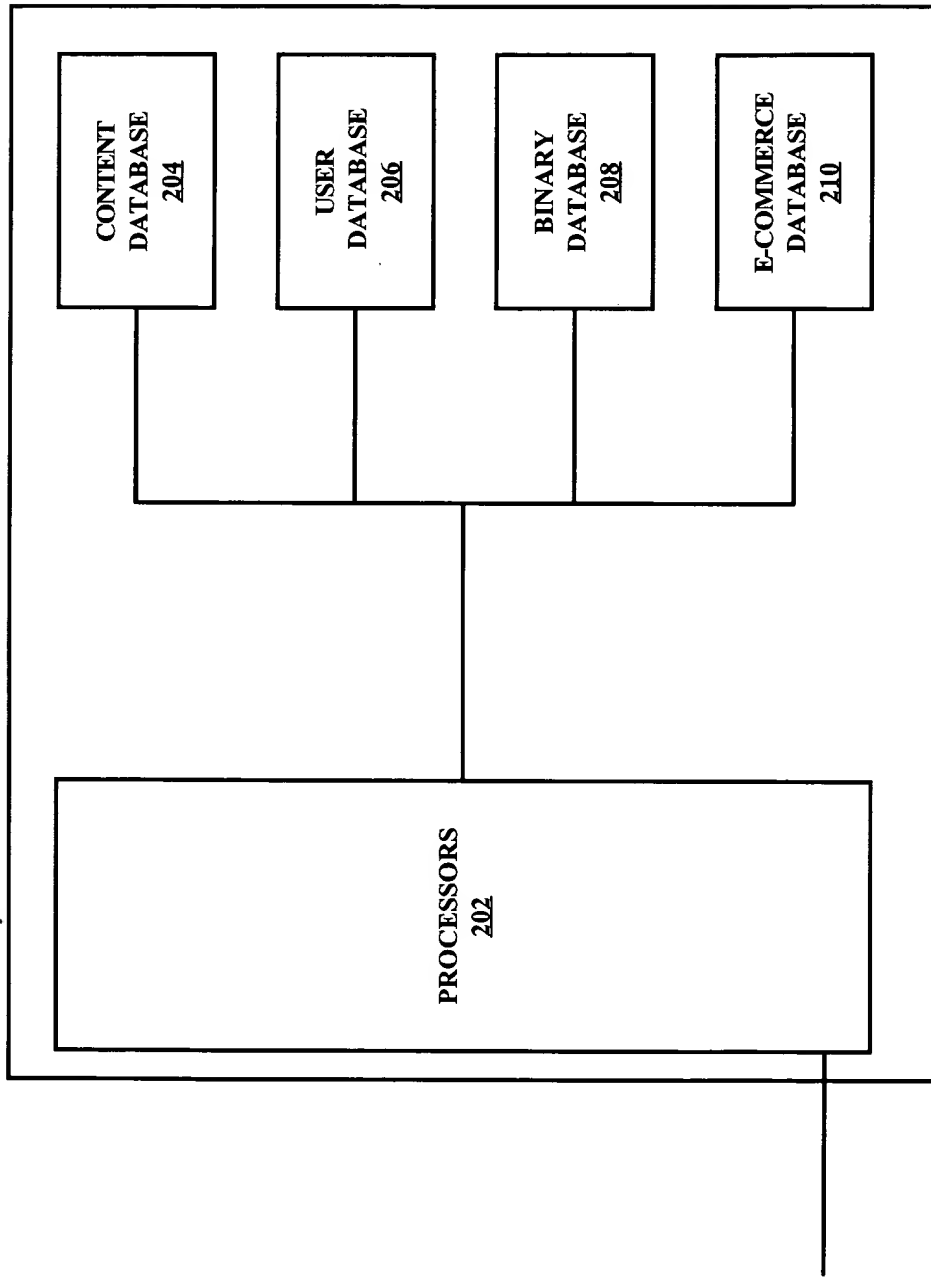 PROCESSORS
202
CONTENT
DATABASE
204
USER
DATABASE
206
BINARY
DATABASE
208
E-COMMERCE
DATABASE
210